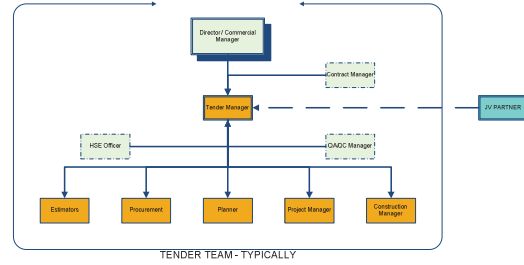 Director / Commercial
Manager
Contract Manager
Tender Manager
JV PARTNER
HSE Officer
QA/QC Manager
Estimators
Procurement
Planner
Project Manager
Construction
Manager
TENDER TEAM - TYPICALLY